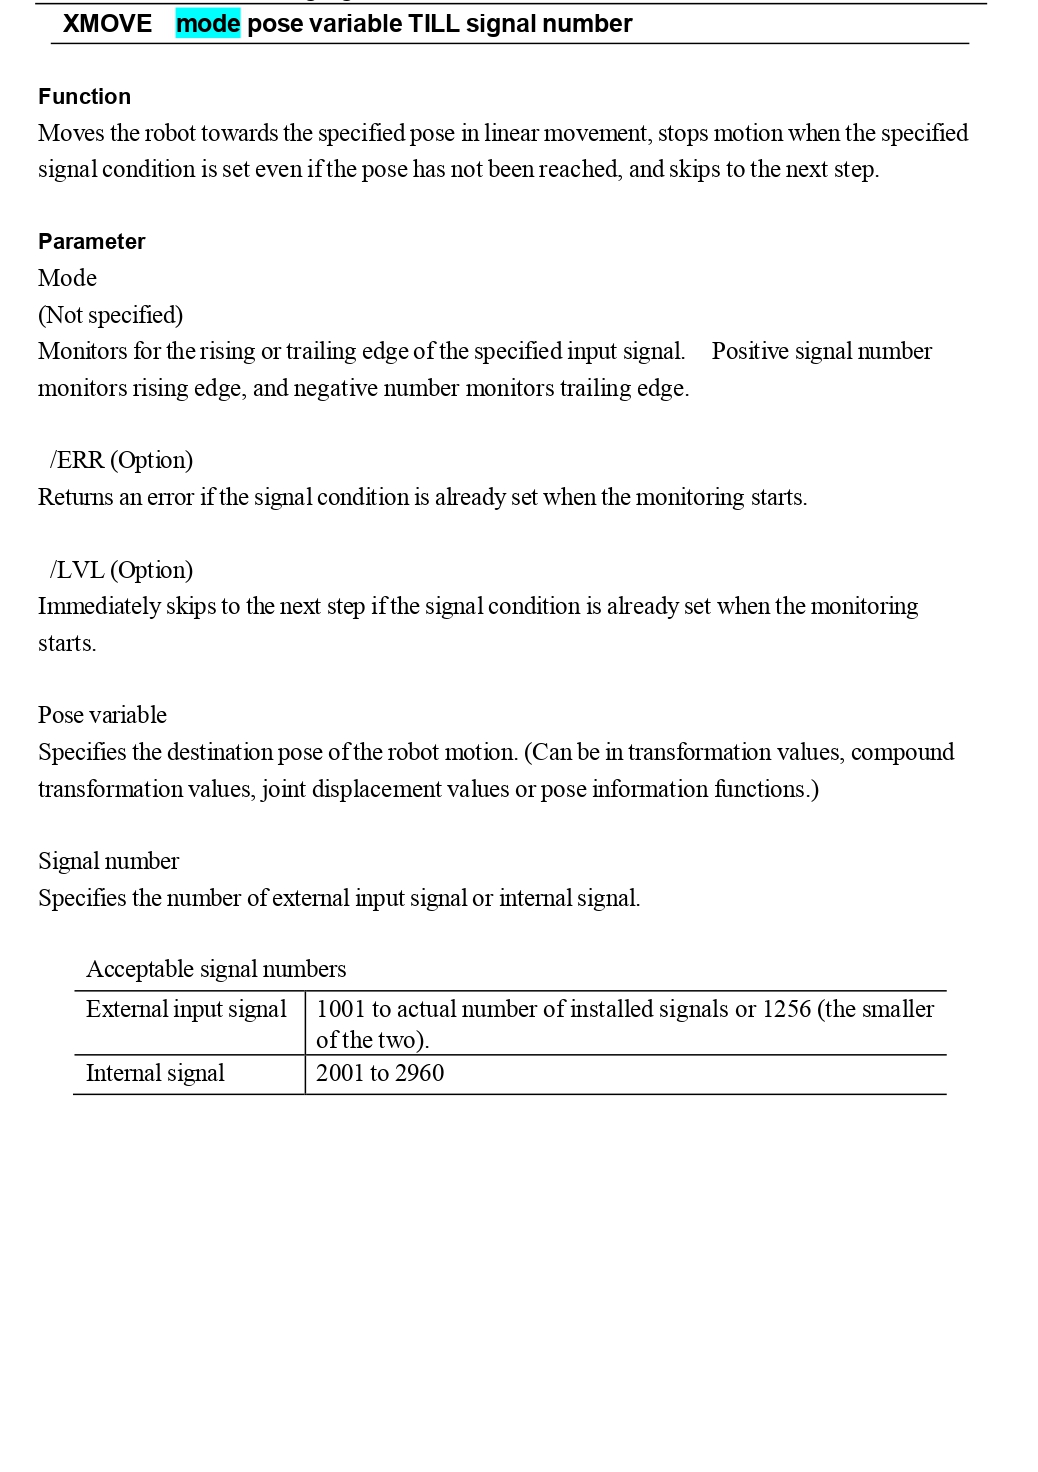 XMOVE mode pose variable TILL signal number
Function
Moves the robot towards the specified pose in linear movement, stops motion when the specified
signal condition is set even if the pose has not been reached, and skips to the next step.
Parameter
Mode
(Not specified)
Monitors for the rising or trailing edge of the specified input signal. Positive signal number
monitors rising edge, and negative number monitors trailing edge.
/ERR (Option)
Returns an error if the signal condition is already set when the monitoring starts.
/LVL (Option)
Immediately skips to the next step if the signal condition is already set when the monitoring
starts.
Pose variable
Specifies the destination pose of the robot motion. (Can be in transformation values, compound
transformation values, joint displacement values or pose information functions.)
Signal number
Specifies the number of external input signal or internal signal.
Acceptable signal numbers
External input signal 1001 to actual number of installed signals or 1256 (the smaller
of the two).
Internal signal 2001 to 2960